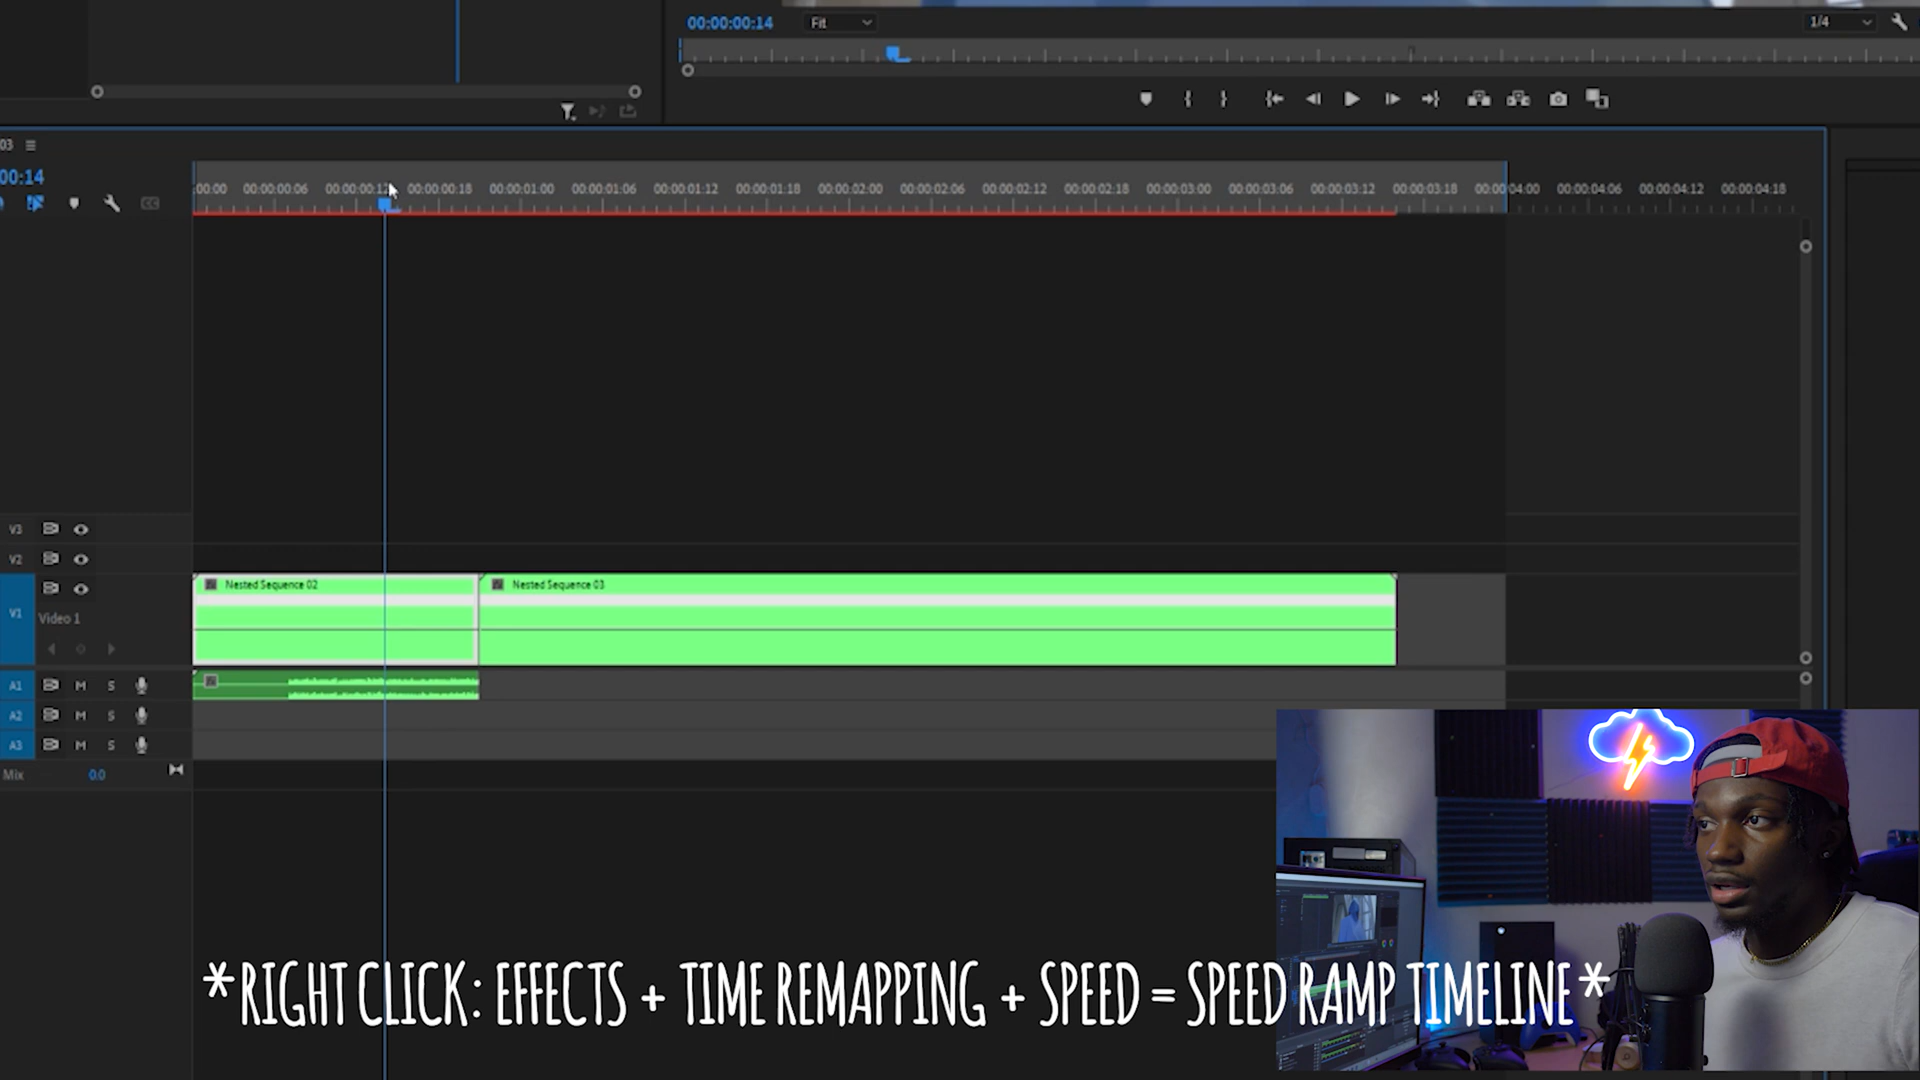 00:00:00:14 Fit 1/4
03
00:14
:00:00 00:00:00:06 00:00:00:12 00:00:00:18 00:00:01:00 00:00:01:06 00:00:01:12 00:00:01:18 00:00:02:00 00:00:02:06 00:00:02:12 00:00:02:18 00:00:03:00 00:00:03:06 00:00:03:12 00:00:03:18 00:00:04:00 00:00:04:06 00:00:04:12 00:00:04:18
V3
V2
Nested Sequence 02 Nested Sequence 03
V1
Video 1
A1 M S
A2 M S
A3 M S
Mix 0.0
*RIGHT CLICK: EFFECTS + TIME REMAPPING + SPEED = SPEED RAMP TIMELINE*